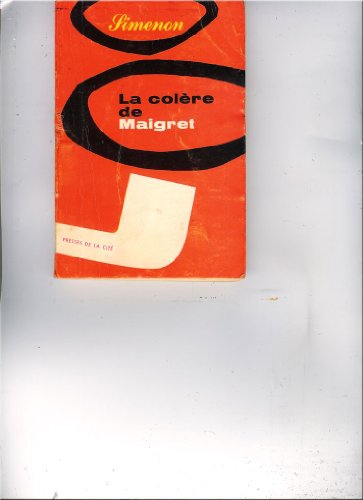 Simenon
La colère
de
Maigret
PRESSES DE LA CITÉ